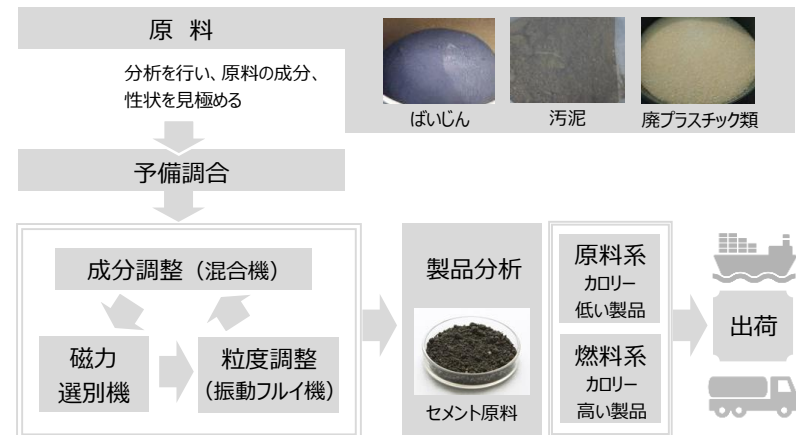 原 料
分析を行い、原料の成分、
性状を見極める
ばいじん
汚泥
廃プラスチック類
予備調合
成分調整（混合機）
磁力
選別機
粒度調整
(振動フルイ機)
製品分析
セメント原料
原料系
カロリー
低い製品
燃料系
カロリー
高い製品
出荷